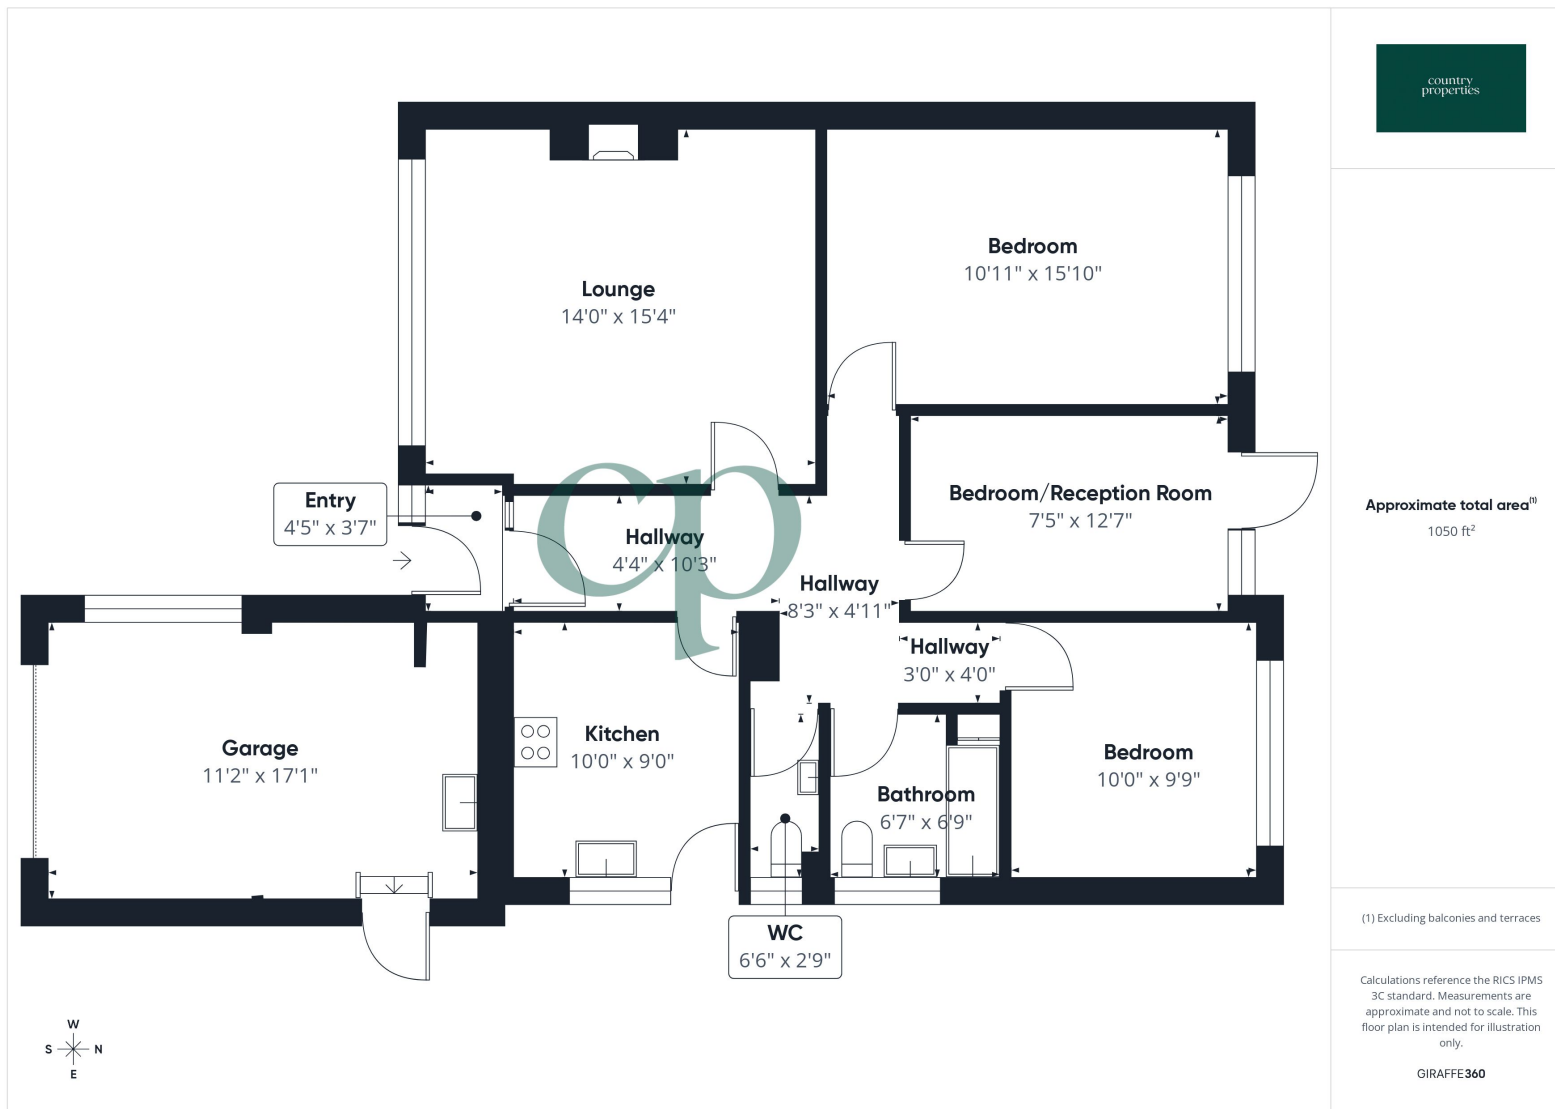 country
properties
Bedroom
10'11" x 15'10"
Lounge
14'0" x 15'4"
Entry
4'5" x 3'7"
Bedroom/Reception Room
7'5" x 12'7"
Hallway
4'4" x 10'3"
cp
Hallway
8'3" x 4'11"
Hallway
3'0" x 4'0"
Garage
11'2" x 17'1"
Kitchen
10'0" x 9'0"
Bedroom
10'0" x 9'9"
Bathroom
6'7" x 6'9"
WC
6'6" x 2'9"
W
S N
E
Approximate total area⁽¹⁾
1050 ft²
(1) Excluding balconies and terraces
Calculations reference the RICS IPMS
3C standard. Measurements are
approximate and not to scale. This
floor plan is intended for illustration
only.
GIRAFFE360